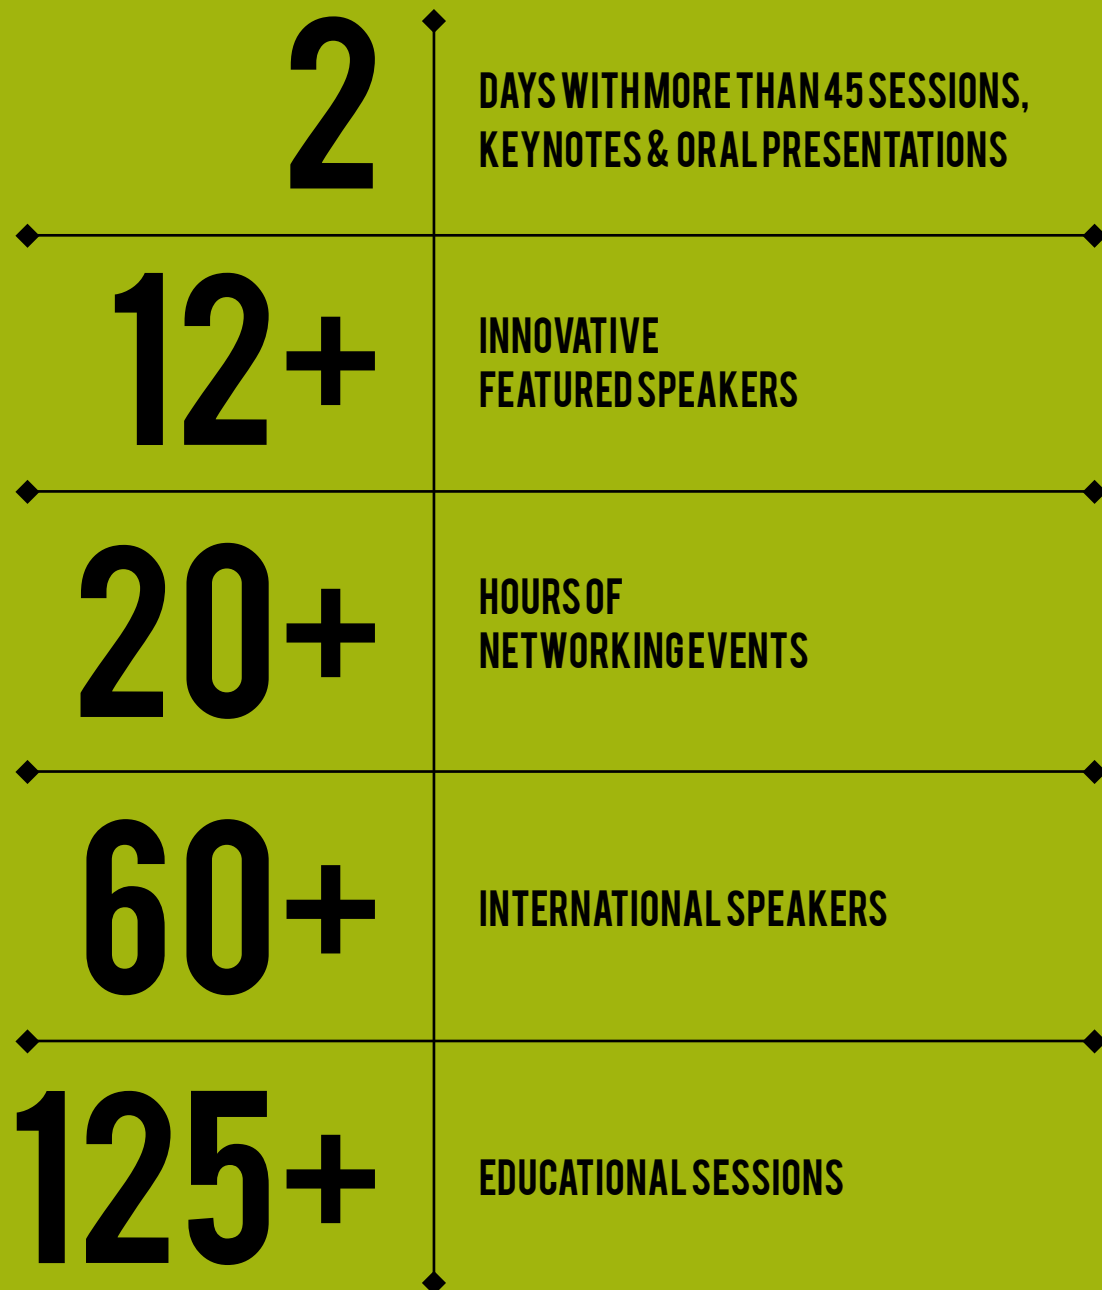 2
DAYS WITH MORE THAN 45 SESSIONS,
KEYNOTES & ORAL PRESENTATIONS
12+
INNOVATIVE
FEATURED SPEAKERS
20+
HOURS OF
NETWORKING EVENTS
60+
INTERNATIONAL SPEAKERS
125+
EDUCATIONAL SESSIONS